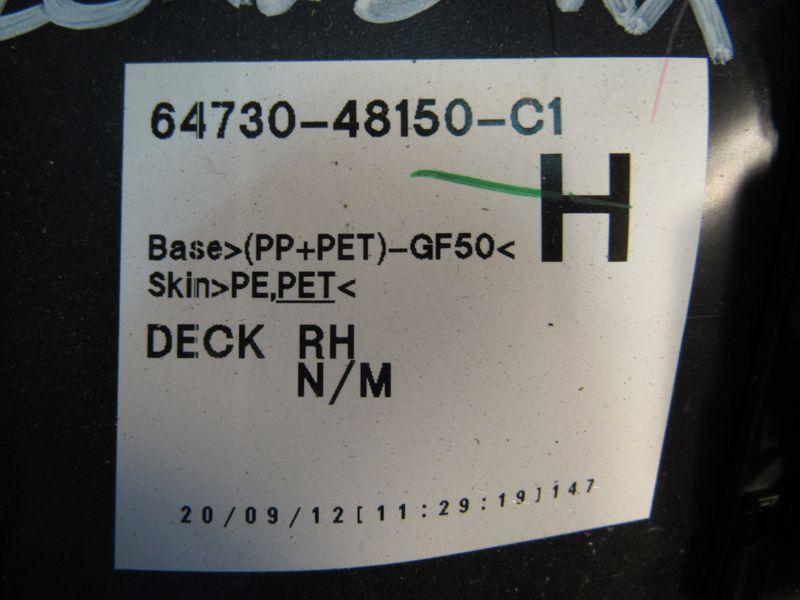 64730-48150-C1
H
Base>(PP+PET)-GF50<
Skin>PE,PET<
DECK RH
N/M
20/09/12[11:29:19]147